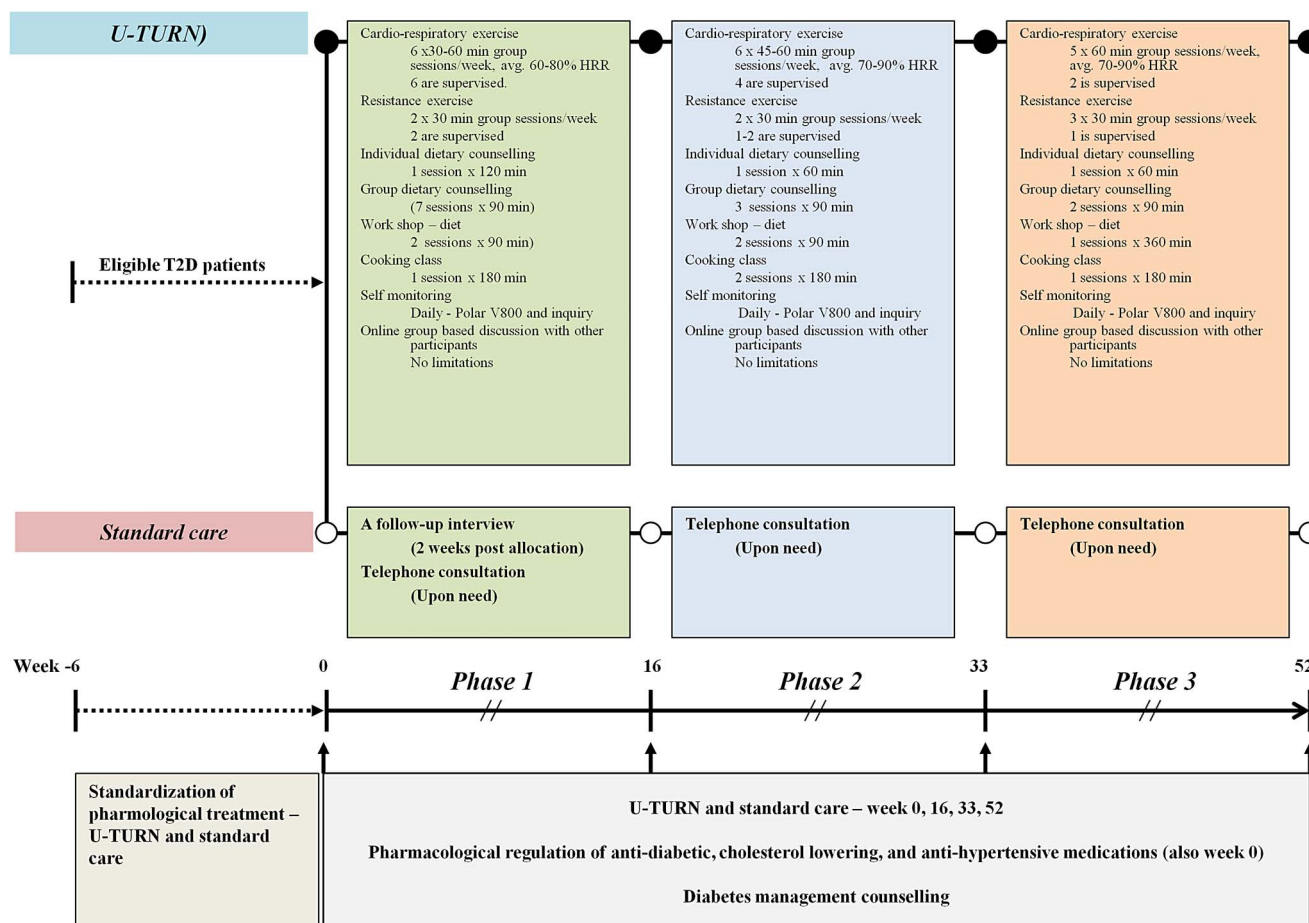 U-TURN)
Cardio-respiratory exercise
6 x30-60 min group
sessions/week, avg. 60-80% HRR
6 are supervised.
Resistance exercise
2 x 30 min group sessions/week
2 are supervised
Individual dietary counselling
1 session x 120 min
Group dietary counselling
(7 sessions x 90 min)
Work shop – diet
2 sessions x 90 min)
Cooking class
1 session x 180 min
Self monitoring
Daily - Polar V800 and inquiry
Online group based discussion with other
participants
No limitations
Cardio-respiratory exercise
6 x 45-60 min group
sessions/week, avg. 70-90% HRR
4 are supervised
Resistance exercise
2 x 30 min group sessions/week
1-2 are supervised
Individual dietary counselling
1 session x 60 min
Group dietary counselling
3 sessions x 90 min
Work shop – diet
2 sessions x 90 min
Cooking class
2 sessions x 180 min
Self monitoring
Daily - Polar V800 and inquiry
Online group based discussion with other
participants
No limitations
Cardio-respiratory exercise
5 x 60 min group sessions/week,
avg. 70-90% HRR
2 is supervised
Resistance exercise
3 x 30 min group sessions/week
1 is supervised
Individual dietary counselling
1 session x 60 min
Group dietary counselling
2 sessions x 90 min
Work shop – diet
1 sessions x 360 min
Cooking class
1 sessions x 180 min
Self monitoring
Daily - Polar V800 and inquiry
Online group based discussion with other
participants
No limitations
Eligible T2D patients
Standard care
A follow-up interview
(2 weeks post allocation)
Telephone consultation
(Upon need)
Telephone consultation
(Upon need)
Telephone consultation
(Upon need)
Week -6 0 16 33 52
Phase 1 Phase 2 Phase 3
Standardization of
pharmological treatment –
U-TURN and standard
care
U-TURN and standard care – week 0, 16, 33, 52
Pharmacological regulation of anti-diabetic, cholesterol lowering, and anti-hypertensive medications (also week 0)
Diabetes management counselling